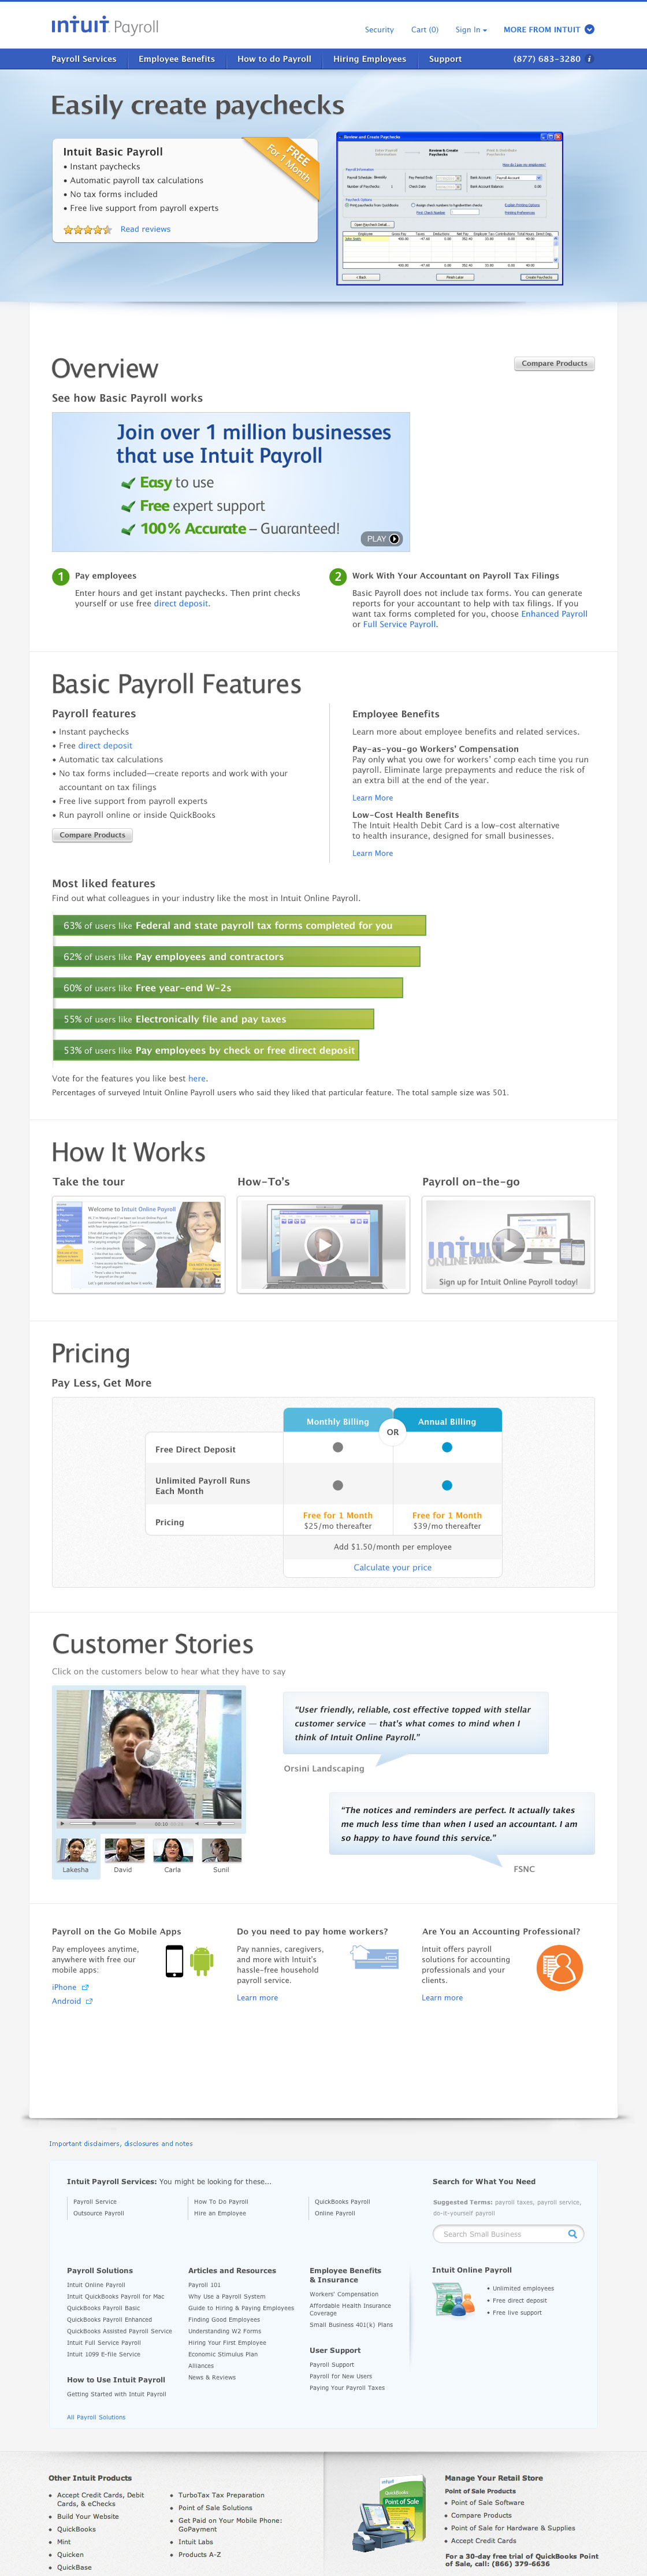 intuit Payroll
Security Cart (0) Sign In MORE FROM INTUIT
Payroll Services Employee Benefits How to do Payroll Hiring Employees Support (877) 683-3280
Easily create paychecks
Intuit Basic Payroll
• Instant paychecks
• Automatic payroll tax calculations
• No tax forms included
• Free live support from payroll experts
FREE
For 1 Month
Read reviews
Review and Create Paychecks
Overview
Compare Products
See how Basic Payroll works
Join over 1 million businesses
that use Intuit Payroll
Easy to use
Free expert support
100% Accurate – Guaranteed!
PLAY
1 Pay employees
Enter hours and get instant paychecks. Then print checks
yourself or use free direct deposit.
2 Work With Your Accountant on Payroll Tax Filings
Basic Payroll does not include tax forms. You can generate
reports for your accountant to help with tax filings. If you
want tax forms completed for you, choose Enhanced Payroll
or Full Service Payroll.
Basic Payroll Features
Payroll features
• Instant paychecks
• Free direct deposit
• Automatic tax calculations
• No tax forms included—create reports and work with your
accountant on tax filings
• Free live support from payroll experts
• Run payroll online or inside QuickBooks
Compare Products
Employee Benefits
Learn more about employee benefits and related services.
Pay-as-you-go Workers' Compensation
Pay only what you owe for workers' comp each time you run
payroll. Eliminate large prepayments and reduce the risk of
an extra bill at the end of the year.
Learn More
Low-Cost Health Benefits
The Intuit Health Debit Card is a low-cost alternative
to health insurance, designed for small businesses.
Learn More
Most liked features
Find out what colleagues in your industry like the most in Intuit Online Payroll.
63% of users like Federal and state payroll tax forms completed for you
62% of users like Pay employees and contractors
60% of users like Free year-end W-2s
55% of users like Electronically file and pay taxes
53% of users like Pay employees by check or free direct deposit
Vote for the features you like best here.
Percentages of surveyed Intuit Online Payroll users who said they liked that particular feature. The total sample size was 501.
How It Works
Take the tour
How-To's
Payroll on-the-go
Welcome to Intuit Online Payroll
intuit
ONLINE PAYROLL
Sign up for Intuit Online Payroll today!
Pricing
Pay Less, Get More
Monthly Billing OR Annual Billing
Free Direct Deposit
Unlimited Payroll Runs
Each Month
Pricing
Free for 1 Month
$25/mo thereafter
Free for 1 Month
$39/mo thereafter
Add $1.50/month per employee
Calculate your price
Customer Stories
Click on the customers below to hear what they have to say
Lakesha David Carla Sunil
“User friendly, reliable, cost effective topped with stellar
customer service — that's what comes to mind when I
think of Intuit Online Payroll.”
Orsini Landscaping
“The notices and reminders are perfect. It actually takes
me much less time than when I used an accountant. I am
so happy to have found this service.”
FSNC
Payroll on the Go Mobile Apps
Pay employees anytime,
anywhere with free our
mobile apps:
iPhone
Android
Do you need to pay home workers?
Pay nannies, caregivers,
and more with Intuit's
hassle-free household
payroll service.
Learn more
Are You an Accounting Professional?
Intuit offers payroll
solutions for accounting
professionals and your
clients.
Learn more
Important disclaimers, disclosures and notes
Intuit Payroll Services: You might be looking for these...
Payroll Service
Outsource Payroll
How To Do Payroll
Hire an Employee
QuickBooks Payroll
Online Payroll
Search for What You Need
Suggested Terms: payroll taxes, payroll service,
do-it-yourself payroll
Search Small Business
Payroll Solutions
Intuit Online Payroll
Intuit QuickBooks Payroll for Mac
QuickBooks Payroll Basic
QuickBooks Payroll Enhanced
QuickBooks Assisted Payroll Service
Intuit Full Service Payroll
Intuit 1099 E-file Service
How to Use Intuit Payroll
Getting Started with Intuit Payroll
All Payroll Solutions
Articles and Resources
Payroll 101
Why Use a Payroll System
Guide to Hiring & Paying Employees
Finding Good Employees
Understanding W2 Forms
Hiring Your First Employee
Economic Stimulus Plan
Alliances
News & Reviews
Employee Benefits
& Insurance
Workers' Compensation
Affordable Health Insurance
Coverage
Small Business 401(k) Plans
User Support
Payroll Support
Payroll for New Users
Paying Your Payroll Taxes
Intuit Online Payroll
• Unlimited employees
• Free direct deposit
• Free live support
Other Intuit Products
• Accept Credit Cards, Debit
Cards, & eChecks
• Build Your Website
• QuickBooks
• Mint
• Quicken
• QuickBase
• TurboTax Tax Preparation
• Point of Sale Solutions
• Get Paid on Your Mobile Phone:
GoPayment
• Intuit Labs
• Products A-Z
intuit
QuickBooks
Point of Sale
Manage Your Retail Store
Point of Sale Products
• Point of Sale Software
• Compare Products
• Point of Sale for Hardware & Supplies
• Accept Credit Cards
For a 30-day free trial of QuickBooks Point
of Sale, call: (866) 379-6636